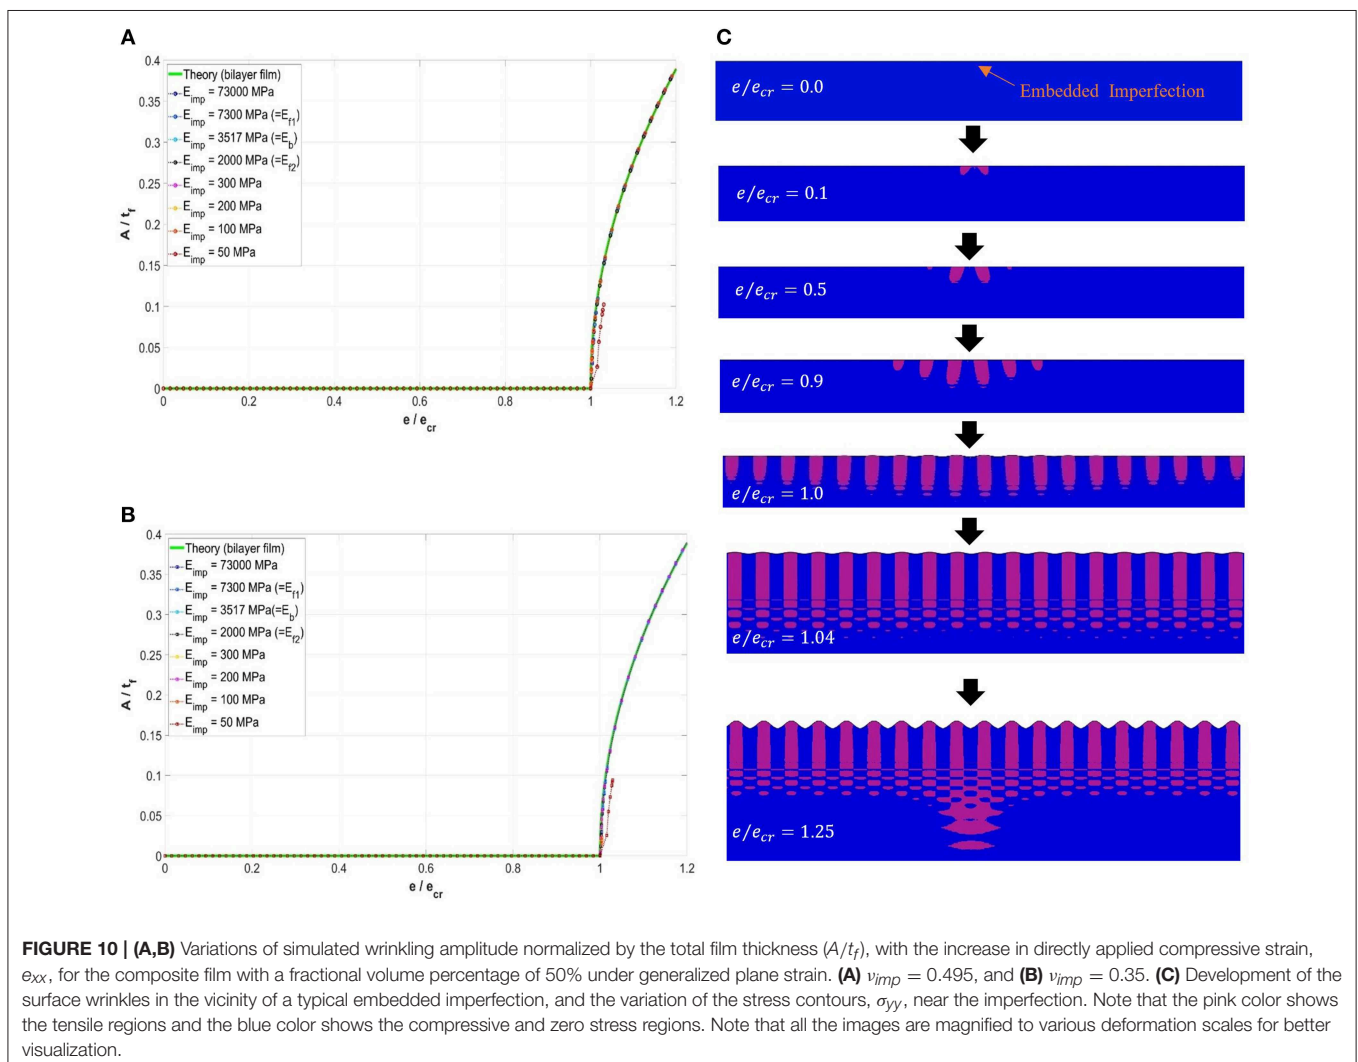 A
0.4
0.35
0.3
0.25
0.2
0.15
0.1
0.05
0
A / t_f
Theory (bilayer film)
E_imp = 73000 MPa
E_imp = 7300 MPa (=E_f1)
E_imp = 3517 MPa (=E_b)
E_imp = 2000 MPa (=E_f2)
E_imp = 300 MPa
E_imp = 200 MPa
E_imp = 100 MPa
E_imp = 50 MPa
0 0.2 0.4 0.6 0.8 1 1.2
e / e_cr
B
0.4
0.35
0.3
0.25
0.2
0.15
0.1
0.05
0
A / t_f
Theory (bilayer film)
E_imp = 73000 MPa
E_imp = 7300 MPa (=E_f1)
E_imp = 3517 MPa(=E_b)
E_imp = 2000 MPa (=E_f2)
E_imp = 300 MPa
E_imp = 200 MPa
E_imp = 100 MPa
E_imp = 50 MPa
0 0.2 0.4 0.6 0.8 1 1.2
e / e_cr
C
e/e_cr = 0.0
Embedded Imperfection
e/e_cr = 0.1
e/e_cr = 0.5
e/e_cr = 0.9
e/e_cr = 1.0
e/e_cr = 1.04
e/e_cr = 1.25
FIGURE 10 | (A,B) Variations of simulated wrinkling amplitude normalized by the total film thickness (A/t_f), with the increase in directly applied compressive strain,
e_xx, for the composite film with a fractional volume percentage of 50% under generalized plane strain. (A) ν_imp = 0.495, and (B) ν_imp = 0.35. (C) Development of the
surface wrinkles in the vicinity of a typical embedded imperfection, and the variation of the stress contours, σ_yy, near the imperfection. Note that the pink color shows
the tensile regions and the blue color shows the compressive and zero stress regions. Note that all the images are magnified to various deformation scales for better
visualization.